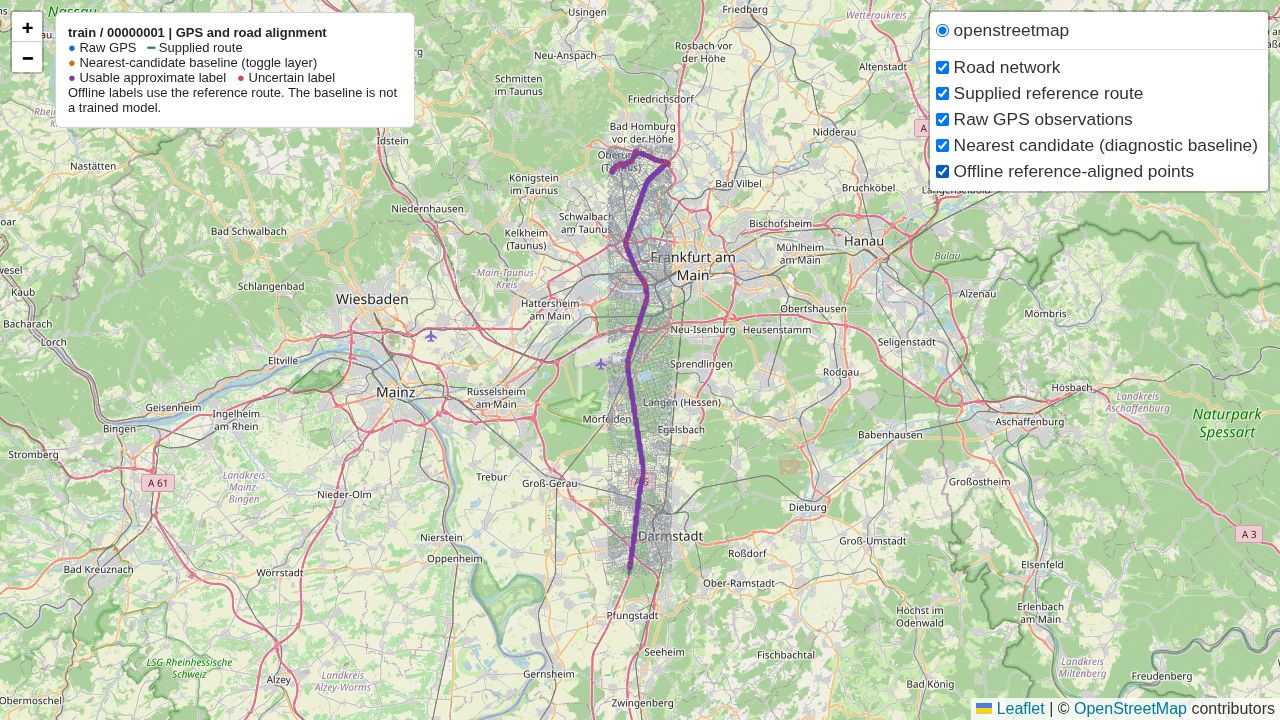 +
−
train / 00000001 | GPS and road alignment
● Raw GPS ━ Supplied route
● Nearest-candidate baseline (toggle layer)
● Usable approximate label ● Uncertain label
Offline labels use the reference route. The baseline is not
a trained model.
openstreetmap
Road network
Supplied reference route
Raw GPS observations
Nearest candidate (diagnostic baseline)
Offline reference-aligned points
Nassau
Usingen
Friedberg
Wetteraukreis
Rosbach vor
der Höhe
Neu-Anspach
Altenstadt
Schmitten
im Taunus
Friedrichsdorf
Bad Homburg
vor der Höhe
Nidderau
Idstein
Nastätten
Königstein
im Taunus
Bad Vilbel
Bruchköbel
Niedernhausen
Schwalbach
am Taunus
Bad Schwalbach
Kelkheim
(Taunus)
Bischofsheim
Mühlheim
am Main
Hanau
Frankfurt am
Main
Bulau
Main-Taunus-
Kreis
Kaub
Schlangenbad
Wiesbaden
Hattersheim
am Main
Alzenau
Obertshausen
Mömbris
Bacharach
Neu-Isenburg
Heusenstamm
Lorch
Seligenstadt
Eltville
Sprendlingen
Rodgau
Mainz
Rüsselsheim
am Main
Hösbach
Langen (Hessen)
Landkreis
Aschaffenburg
Geisenheim
Ingelheim
am Rhein
Mörfelden
Naturpark
Spessart
Bingen
Egelsbach
Aschaffenburg
Babenhausen
Stromberg
A 61
Landkreis
Mainz-
Bingen
Trebur
Groß-Gerau
A 5
Großostheim
Nieder-Olm
Dieburg
Nierstein
Darmstadt
Groß-Umstadt
A 3
Oppenheim
Roßdorf
Elsenfeld
Bad Kreuznach
Wörrstadt
Ober-Ramstadt
Pfungstadt
Höchst im
Odenwald
Erlenbach
am Main
Seeheim
Fischbachtal
LSG Rheinhessische
Schweiz
Alzey
Landkreis
Alzey-Worms
Gernsheim
Landkreis
Miltenberg
Bad König
Freudenberg
Obermoschel
Zwingenberg
Leaflet | © OpenStreetMap contributors